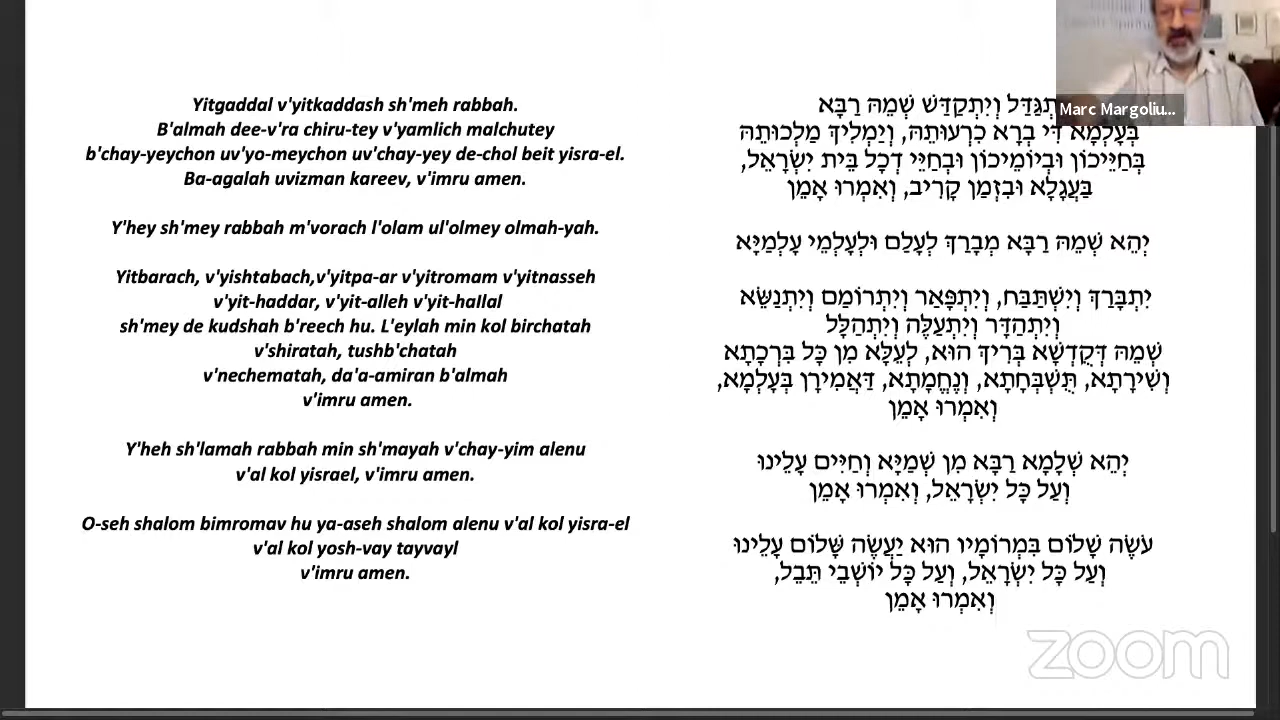 Yitgaddal v'yitkaddash sh'meh rabbah.
B'almah dee-v'ra chiru-tey v'yamlich malchutey
b'chay-yeychon uv'yo-meychon uv'chay-yey de-chol beit yisra-el.
Ba-agalah uvizman kareev, v'imru amen.
Y'hey sh'mey rabbah m'vorach l'olam ul'olmey olmah-yah.
Yitbarach, v'yishtabach,v'yitpa-ar v'yitromam v'yitnasseh
v'yit-haddar, v'yit-alleh v'yit-hallal
sh'mey de kudshah b'reech hu. L'eylah min kol birchatah
v'shiratah, tushb'chatah
v'nechematah, da'a-amiran b'almah
v'imru amen.
Y'heh sh'lamah rabbah min sh'mayah v'chay-yim alenu
v'al kol yisrael, v'imru amen.
O-seh shalom bimromav hu ya-aseh shalom alenu v'al kol yisra-el
v'al kol yosh-vay tayvayl
v'imru amen.
וְיִתְקַדַּשׁ שְׁמֵהּ רַבָּא
בְּעָלְמָא דִּי בְרָא כִרְעוּתֵהּ, וְיַמְלִיךְ מַלְכוּתֵהּ
בְּחַיֵּיכוֹן וּבְיוֹמֵיכוֹן וּבְחַיֵּי דְכָל בֵּית יִשְׂרָאֵל,
בַּעֲגָלָא וּבִזְמַן קָרִיב, וְאִמְרוּ אָמֵן
יְהֵא שְׁמֵהּ רַבָּא מְבָרַךְ לְעָלַם וּלְעָלְמֵי עָלְמַיָּא
יִתְבָּרַךְ וְיִשְׁתַּבַּח, וְיִתְפָּאַר וְיִתְרוֹמַם וְיִתְנַשֵּׂא
וְיִתְהַדָּר וְיִתְעַלֶּה וְיִתְהַלָּל
שְׁמֵהּ דְּקֻדְשָׁא בְּרִיךְ הוּא, לְעֵלָּא מִן כָּל בִּרְכָתָא
וְשִׁירָתָא, תֻּשְׁבְּחָתָא, וְנֶחֱמָתָא, דַּאֲמִירָן בְּעָלְמָא,
וְאִמְרוּ אָמֵן
יְהֵא שְׁלָמָא רַבָּא מִן שְׁמַיָּא וְחַיִּים עָלֵינוּ
וְעַל כָּל יִשְׂרָאֵל, וְאִמְרוּ אָמֵן
עֹשֶׂה שָׁלוֹם בִּמְרוֹמָיו הוּא יַעֲשֶׂה שָּׁלוֹם עָלֵינוּ
וְעַל כָּל יִשְׂרָאֵל, וְעַל כָּל יוֹשְׁבֵי תֵּבֵל,
וְאִמְרוּ אָמֵן
Marc Margoliu...
zoom